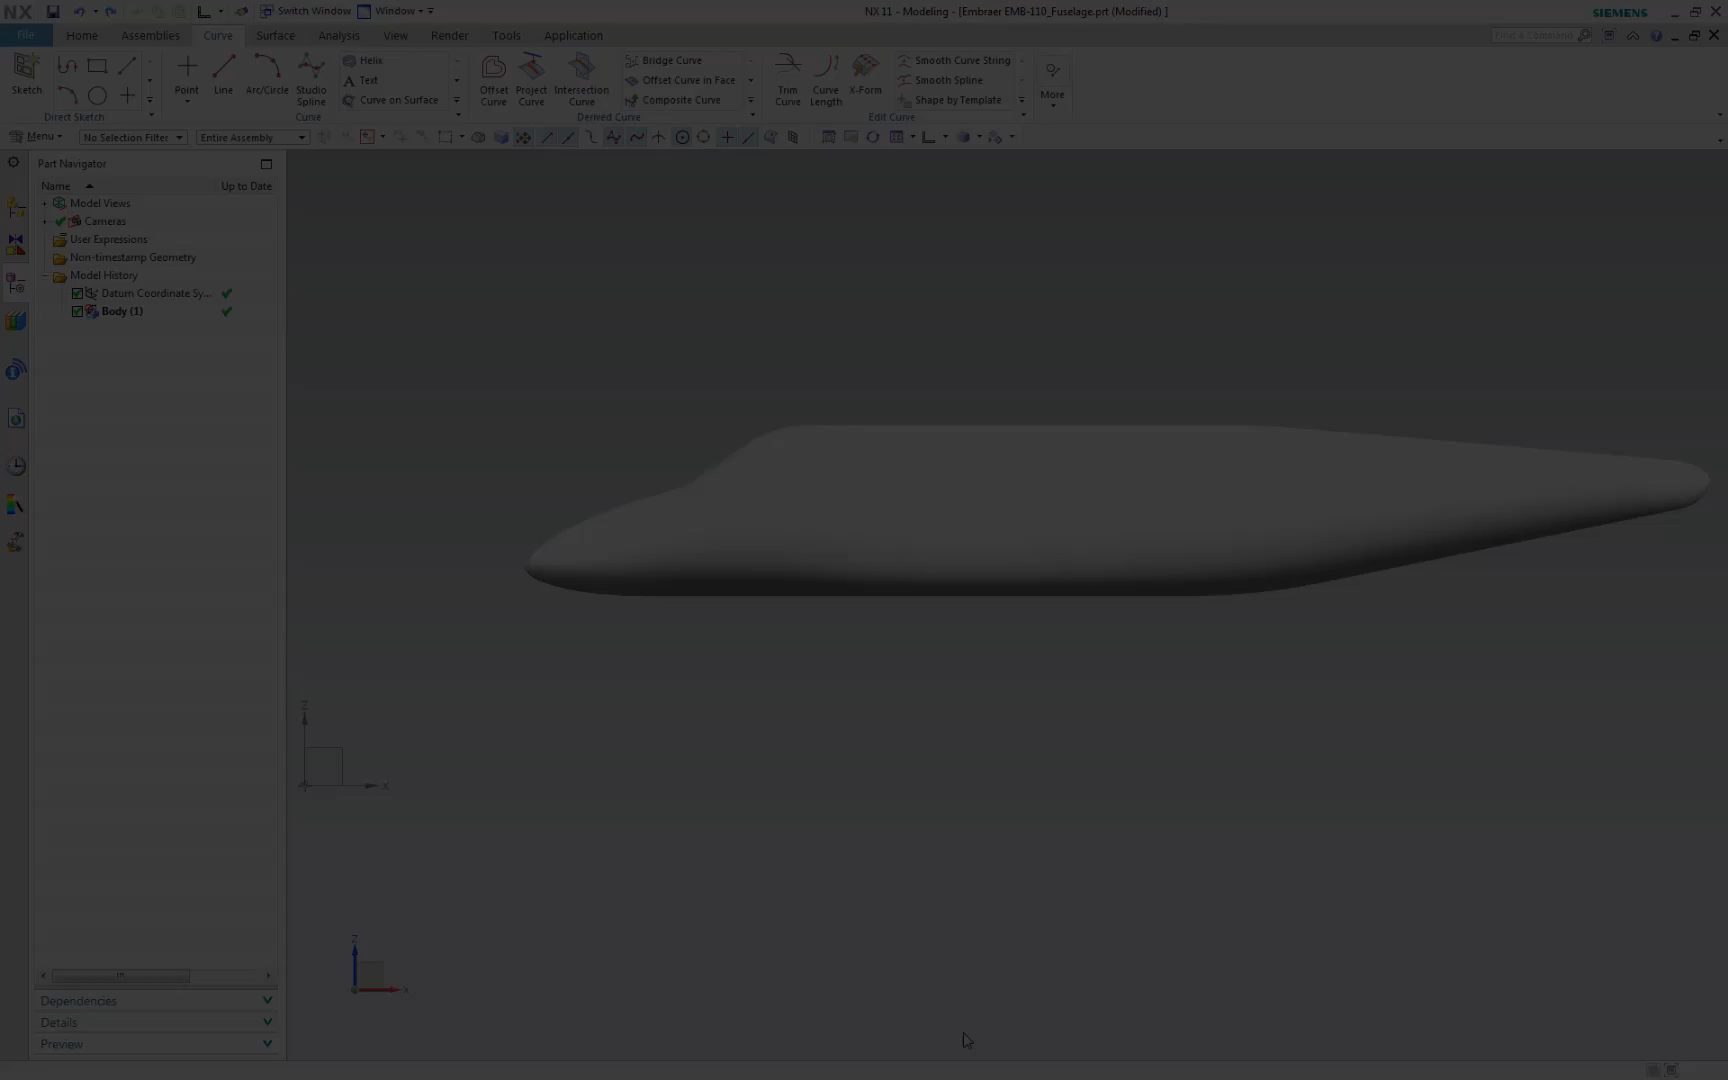 NX
Switch Window
Window
NX 11 - Modeling - [Embraer EMB-110_Fuselage.prt (Modified) ]
SIEMENS
File
Home
Assemblies
Curve
Surface
Analysis
View
Render
Tools
Application
Find a Command
Sketch
Point
Line
Arc/Circle
Studio
Spline
Helix
Text
Curve on Surface
Offset
Curve
Project
Curve
Intersection
Curve
Bridge Curve
Offset Curve in Face
Composite Curve
Trim
Curve
Curve
Length
X-Form
Smooth Curve String
Smooth Spline
Shape by Template
More
Direct Sketch
Curve
Derived Curve
Edit Curve
Menu
No Selection Filter
Entire Assembly
Part Navigator
Name
Up to Date
Model Views
Cameras
User Expressions
Non-timestamp Geometry
Model History
Datum Coordinate Sy...
Body (1)
Z
X
Z
X
Dependencies
Details
Preview